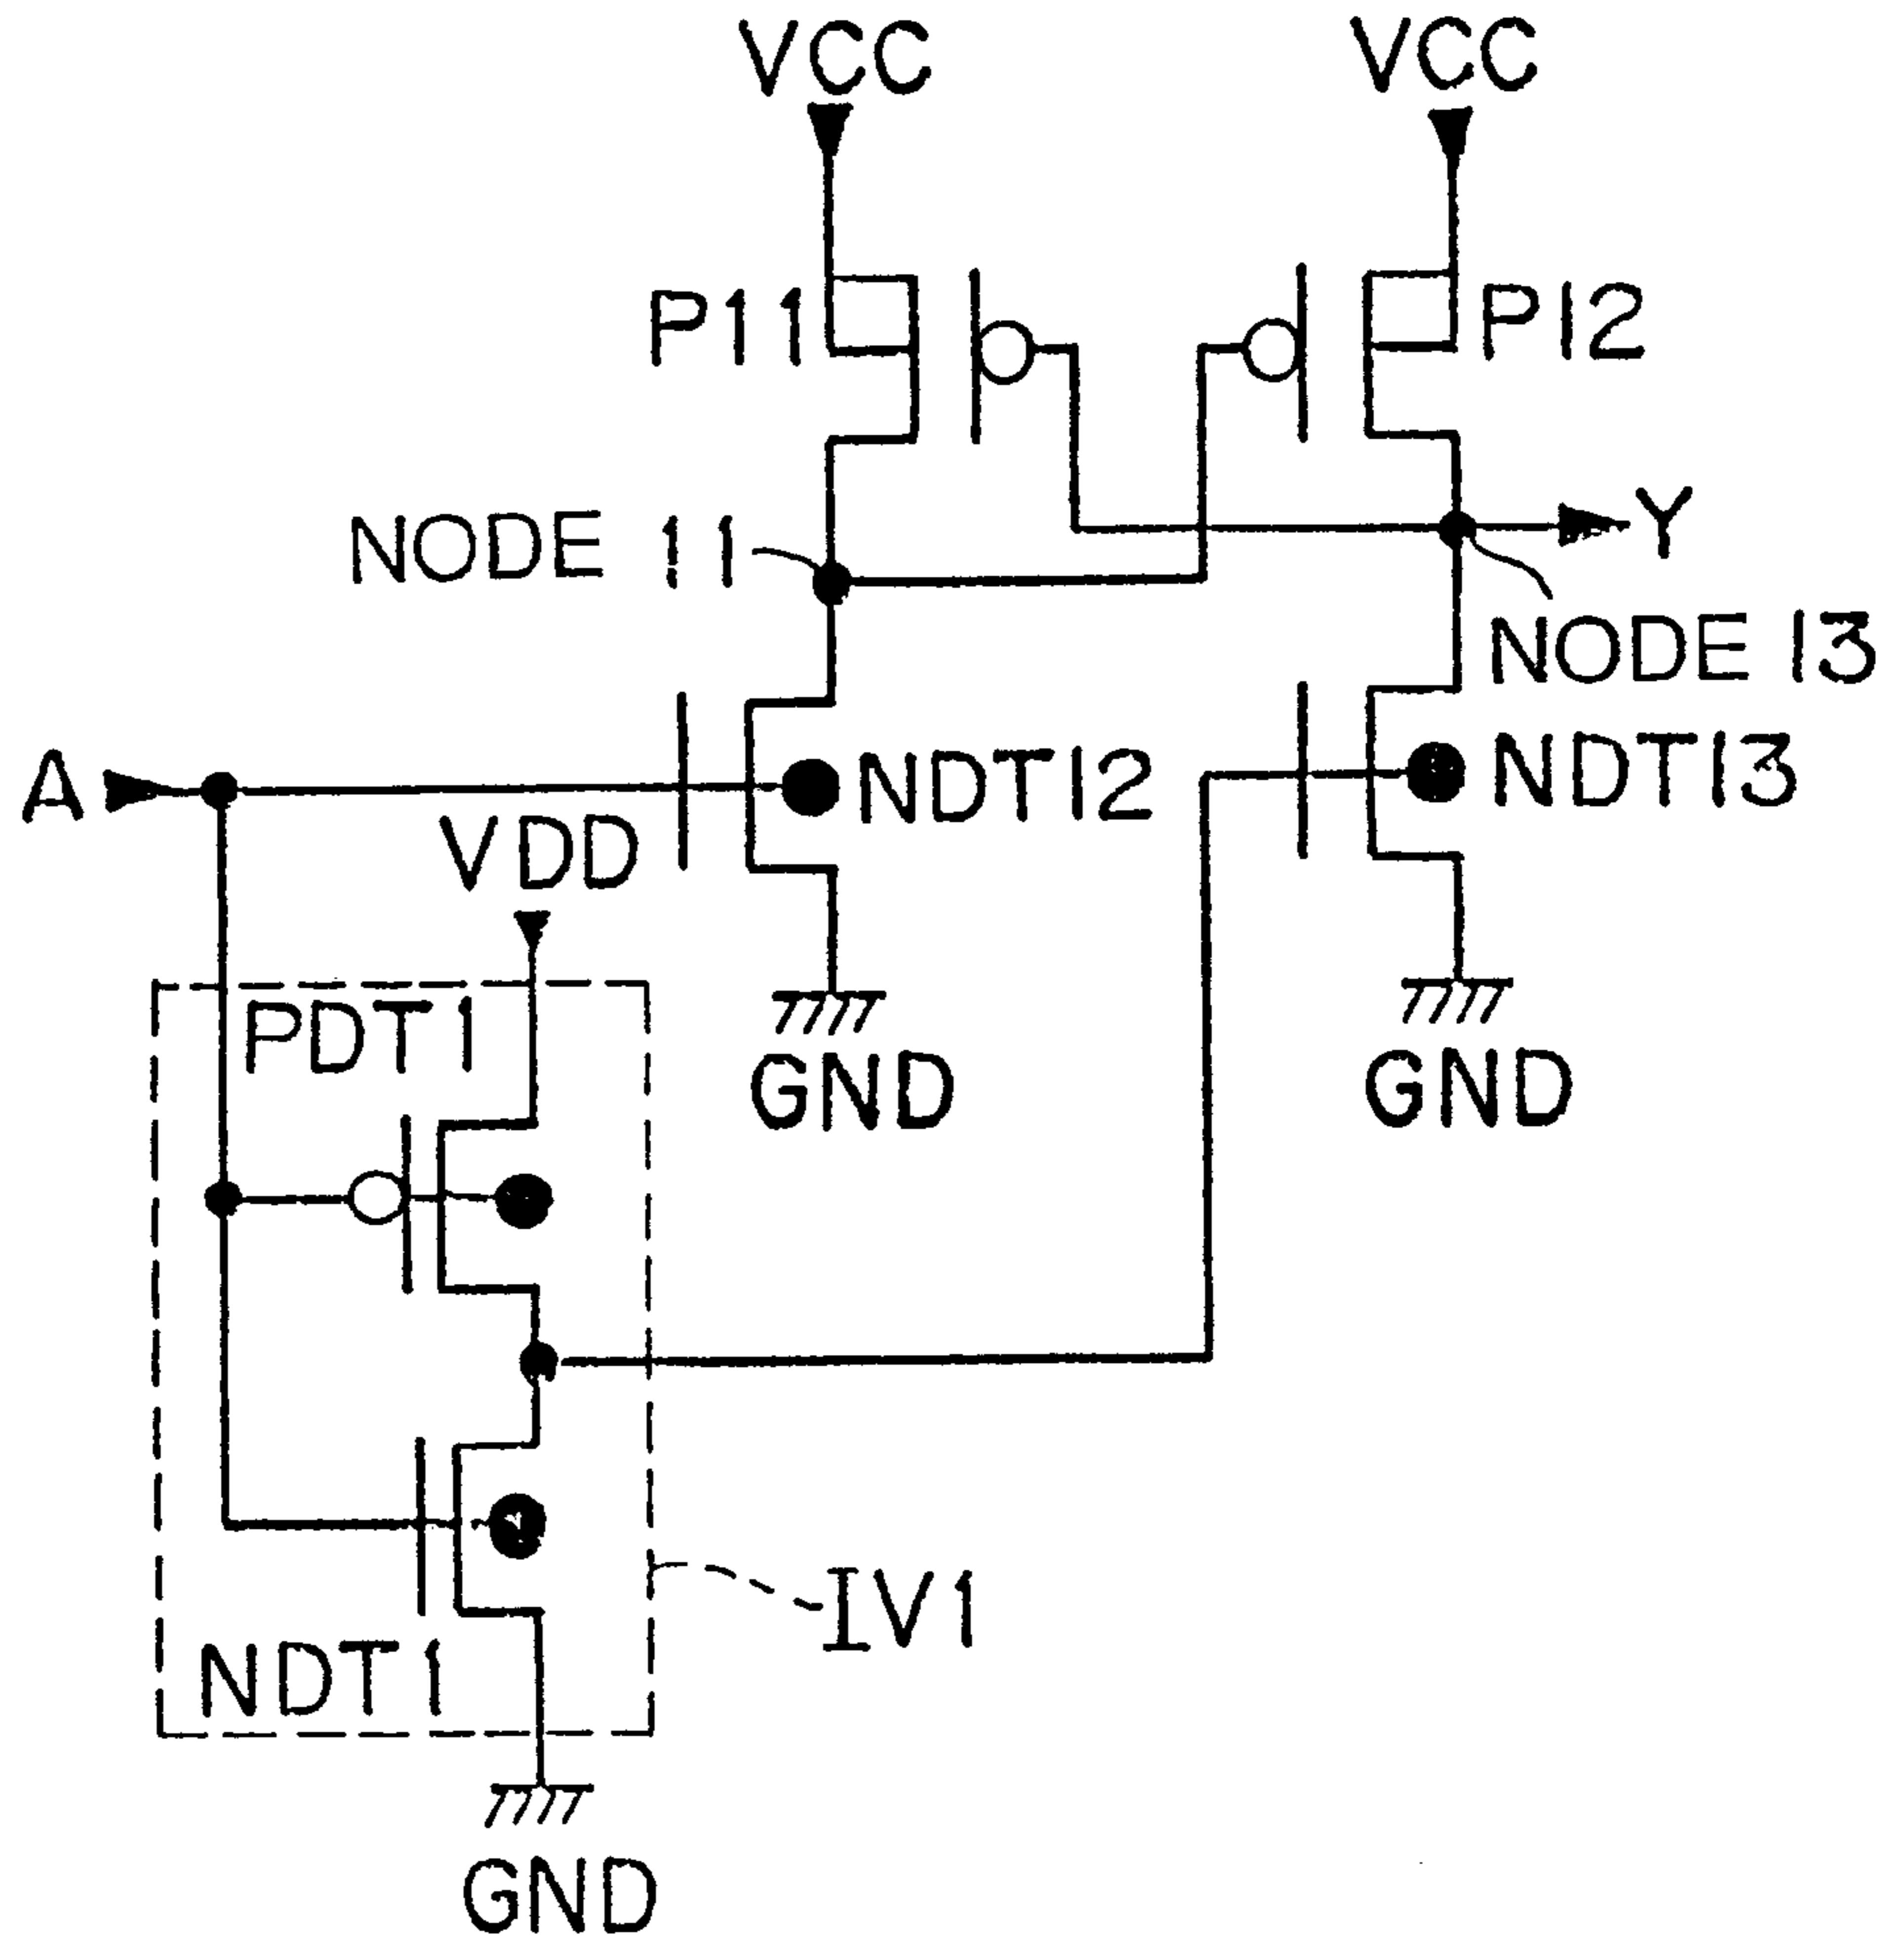 VCC
VCC
P11
P12
NODE 11
Y
NODE 13
A
NDT12
NDT13
VDD
PDT1
GND
GND
IV1
NDT1
GND